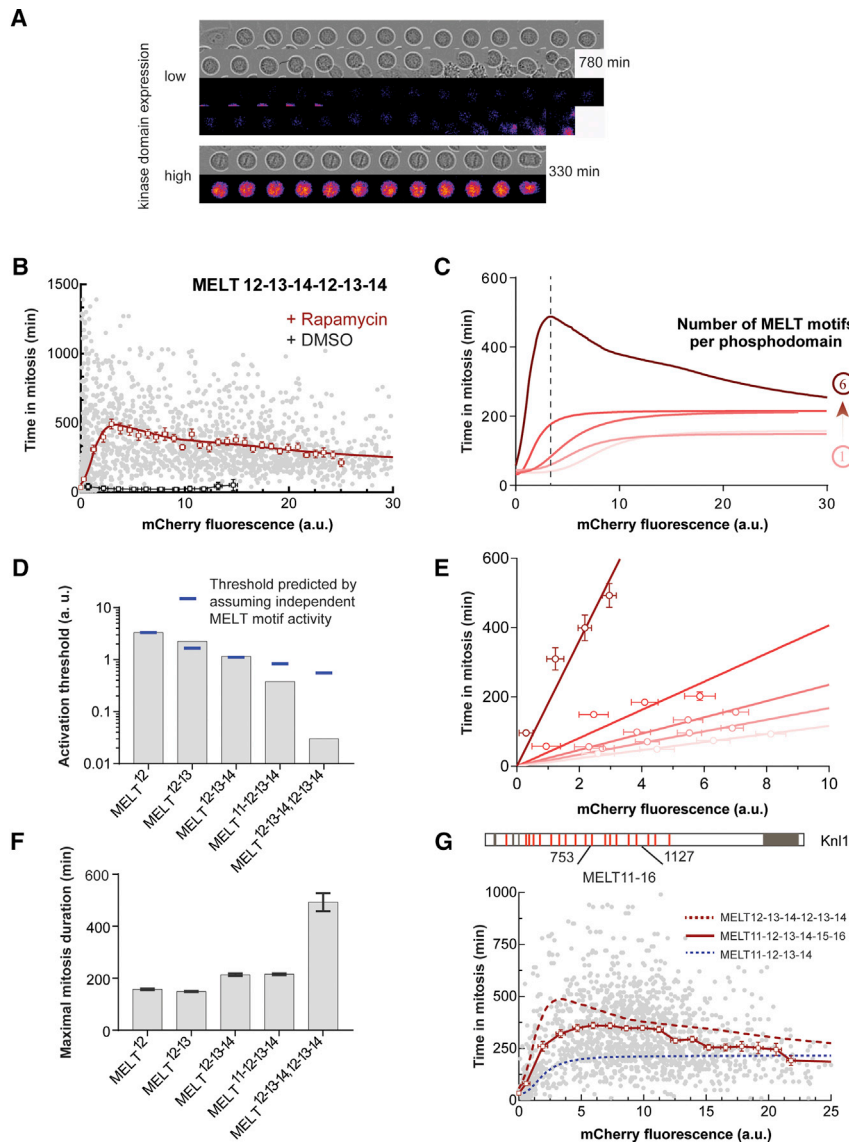 A
kinase domain expression
low
780 min
high
330 min
B
MELT 12-13-14-12-13-14
+ Rapamycin
+ DMSO
Time in mitosis (min)
1500
1000
500
0
0 10 20 30
mCherry fluorescence (a.u.)
C
Number of MELT motifs
per phosphodomain
6
1
Time in mitosis (min)
600
400
200
0
0 10 20 30
mCherry fluorescence (a.u.)
D
Threshold predicted by
assuming independent
MELT motif activity
Activation threshold (a. u.)
10
1
0.1
0.01
MELT12
MELT12-13
MELT12-13-14
MELT11-12-13-14
MELT12-13-14,12-13-14
E
Time in mitosis (min)
600
400
200
0
0 2 4 6 8 10
mCherry fluorescence (a.u.)
F
Maximal mitosis duration (min)
600
400
200
0
MELT12
MELT12-13
MELT12-13-14
MELT11-12-13-14
MELT12-13-14,12-13-14
G
Knl1
753 1127
MELT11-16
MELT12-13-14-12-13-14
MELT11-12-13-14-15-16
MELT11-12-13-14
Time in mitosis (min)
1000
750
500
250
0
0 5 10 15 20 25
mCherry fluorescence (a.u.)